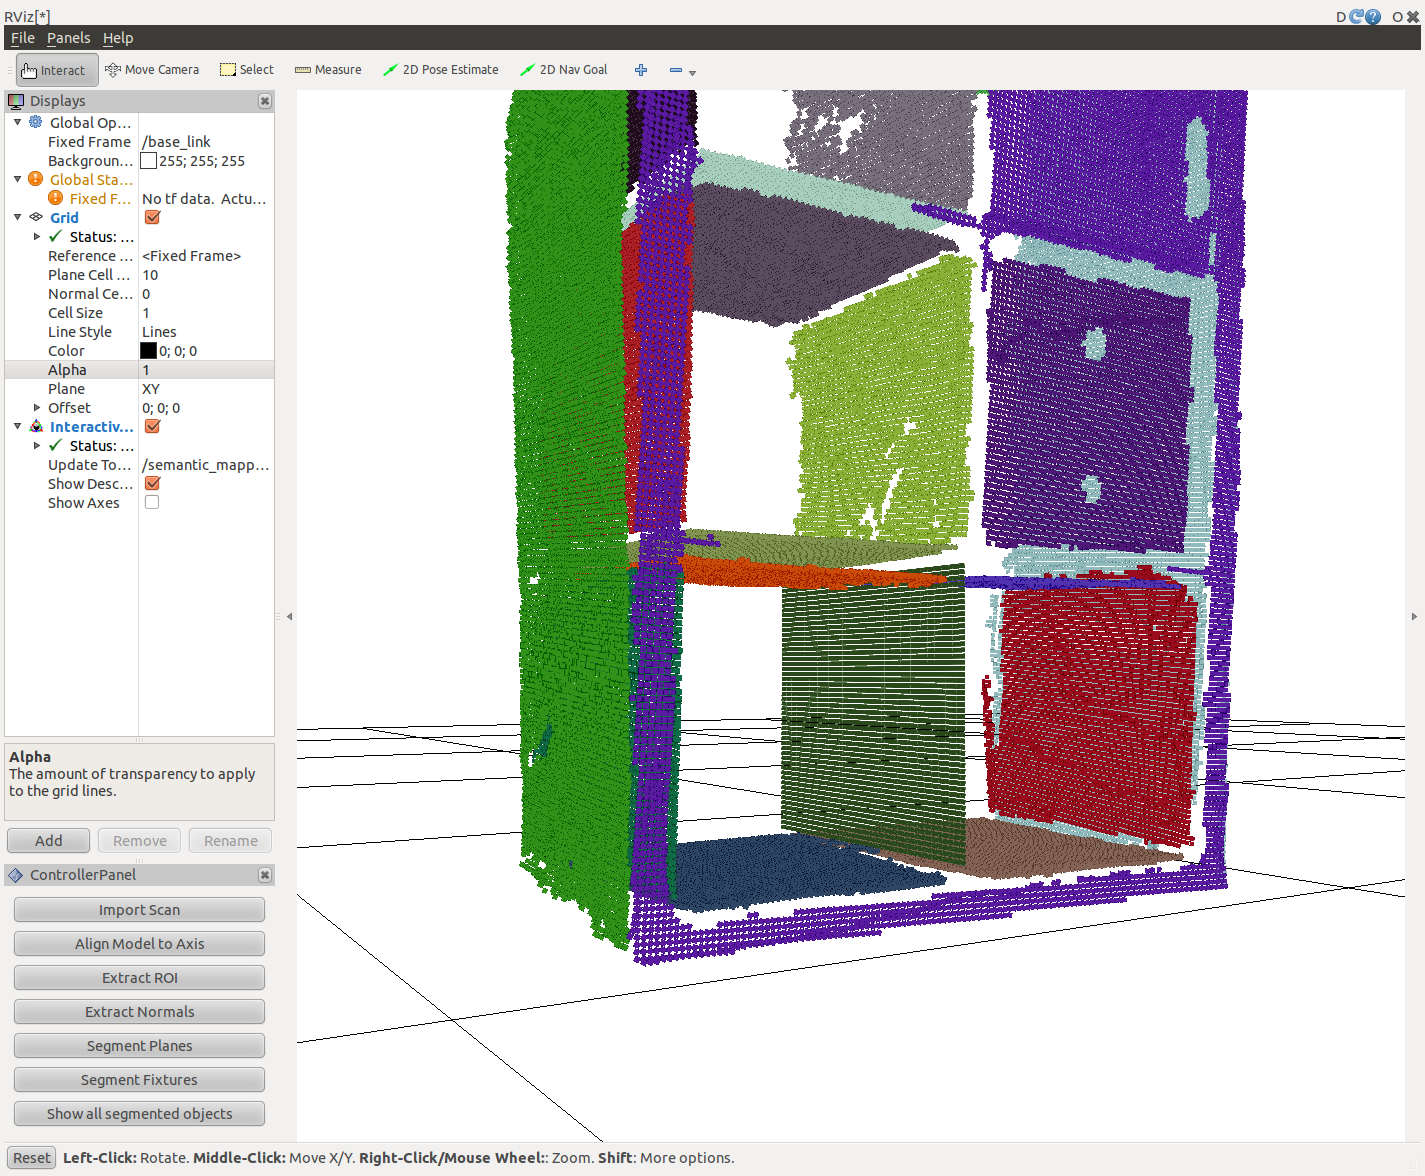 RViz[*]
D O
File Panels Help
Interact Move Camera Select Measure 2D Pose Estimate 2D Nav Goal
Displays
Global Op...
Fixed Frame /base_link
Backgroun... 255; 255; 255
Global Sta...
Fixed F... No tf data. Actu...
Grid
Status: ...
Reference ... <Fixed Frame>
Plane Cell ... 10
Normal Ce... 0
Cell Size 1
Line Style Lines
Color 0; 0; 0
Alpha 1
Plane XY
Offset 0; 0; 0
Interactiv...
Status: ...
Update To... /semantic_mapp...
Show Desc...
Show Axes
Alpha
The amount of transparency to apply
to the grid lines.
Add Remove Rename
ControllerPanel
Import Scan
Align Model to Axis
Extract ROI
Extract Normals
Segment Planes
Segment Fixtures
Show all segmented objects
Reset Left-Click: Rotate. Middle-Click: Move X/Y. Right-Click/Mouse Wheel:: Zoom. Shift: More options.